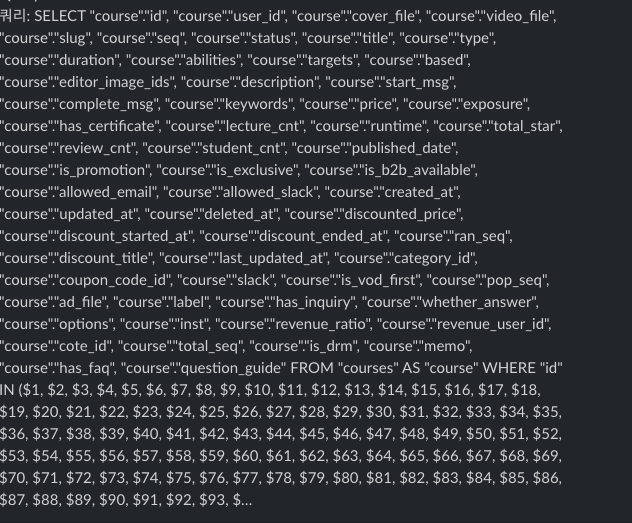 쿼리: SELECT "course"."id", "course"."user_id", "course"."cover_file", "course"."video_file",
"course"."slug", "course"."seq", "course"."status", "course"."title", "course"."type",
"course"."duration", "course"."abilities", "course"."targets", "course"."based",
"course"."editor_image_ids", "course"."description", "course"."start_msg",
"course"."complete_msg", "course"."keywords", "course"."price", "course"."exposure",
"course"."has_certificate", "course"."lecture_cnt", "course"."runtime", "course"."total_star",
"course"."review_cnt", "course"."student_cnt", "course"."published_date",
"course"."is_promotion", "course"."is_exclusive", "course"."is_b2b_available",
"course"."allowed_email", "course"."allowed_slack", "course"."created_at",
"course"."updated_at", "course"."deleted_at", "course"."discounted_price",
"course"."discount_started_at", "course"."discount_ended_at", "course"."ran_seq",
"course"."discount_title", "course"."last_updated_at", "course"."category_id",
"course"."coupon_code_id", "course"."slack", "course"."is_vod_first", "course"."pop_seq",
"course"."ad_file", "course"."label", "course"."has_inquiry", "course"."whether_answer",
"course"."options", "course"."inst", "course"."revenue_ratio", "course"."revenue_user_id",
"course"."cote_id", "course"."total_seq", "course"."is_drm", "course"."memo",
"course"."has_faq", "course"."question_guide" FROM "courses" AS "course" WHERE "id"
IN ($1, $2, $3, $4, $5, $6, $7, $8, $9, $10, $11, $12, $13, $14, $15, $16, $17, $18,
$19, $20, $21, $22, $23, $24, $25, $26, $27, $28, $29, $30, $31, $32, $33, $34, $35,
$36, $37, $38, $39, $40, $41, $42, $43, $44, $45, $46, $47, $48, $49, $50, $51, $52,
$53, $54, $55, $56, $57, $58, $59, $60, $61, $62, $63, $64, $65, $66, $67, $68, $69,
$70, $71, $72, $73, $74, $75, $76, $77, $78, $79, $80, $81, $82, $83, $84, $85, $86,
$87, $88, $89, $90, $91, $92, $93, $...